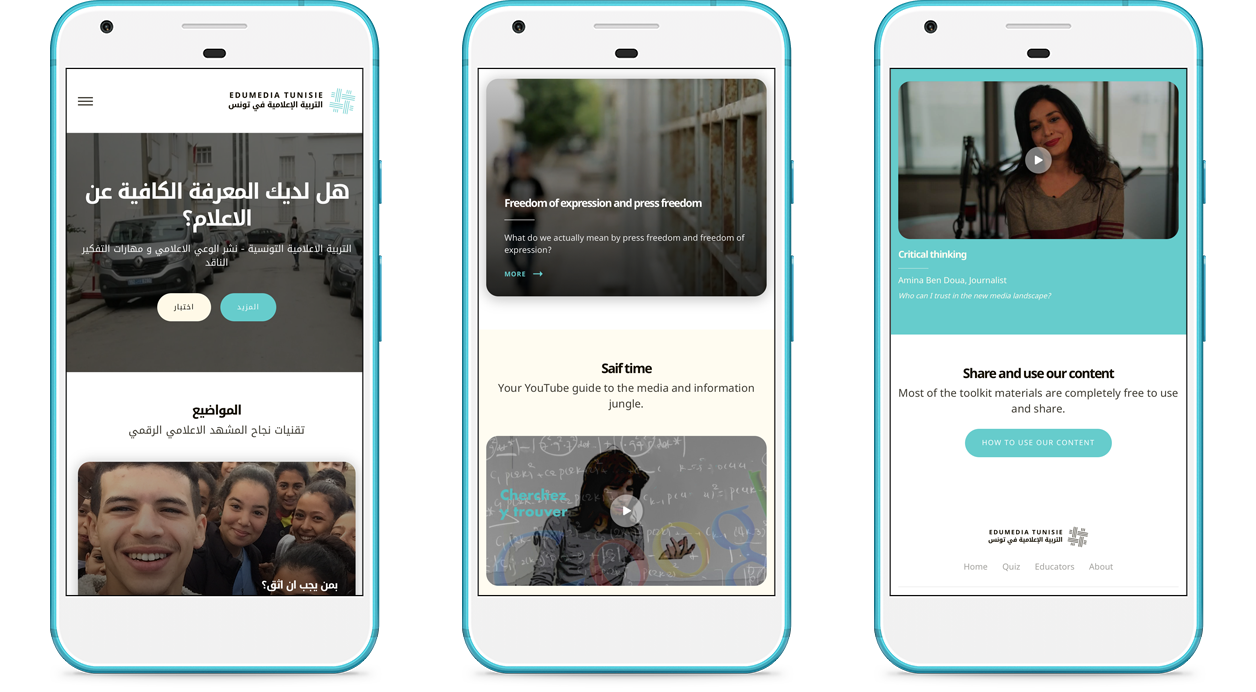 EDUMEDIA TUNISIE
التربية الإعلامية في تونس
هل لديك المعرفة الكافية عن
الاعلام؟
التربية الاعلامية التونسية - نشر الوعي الاعلامي و مهارات التفكير
الناقد
المزيد
اختبار
المواضيع
تقنيات نجاح المشهد الاعلامي الرقمي
بمن يجب ان اثق؟
Freedom of expression and press freedom
What do we actually mean by press freedom and freedom of
expression?
MORE
Saif time
Your YouTube guide to the media and information
jungle.
Cherchez
y trouver
Critical thinking
Amina Ben Doua, Journalist
Who can I trust in the new media landscape?
Share and use our content
Most of the toolkit materials are completely free to use
and share.
HOW TO USE OUR CONTENT
EDUMEDIA TUNISIE
التربية الإعلامية في تونس
Home Quiz Educators About